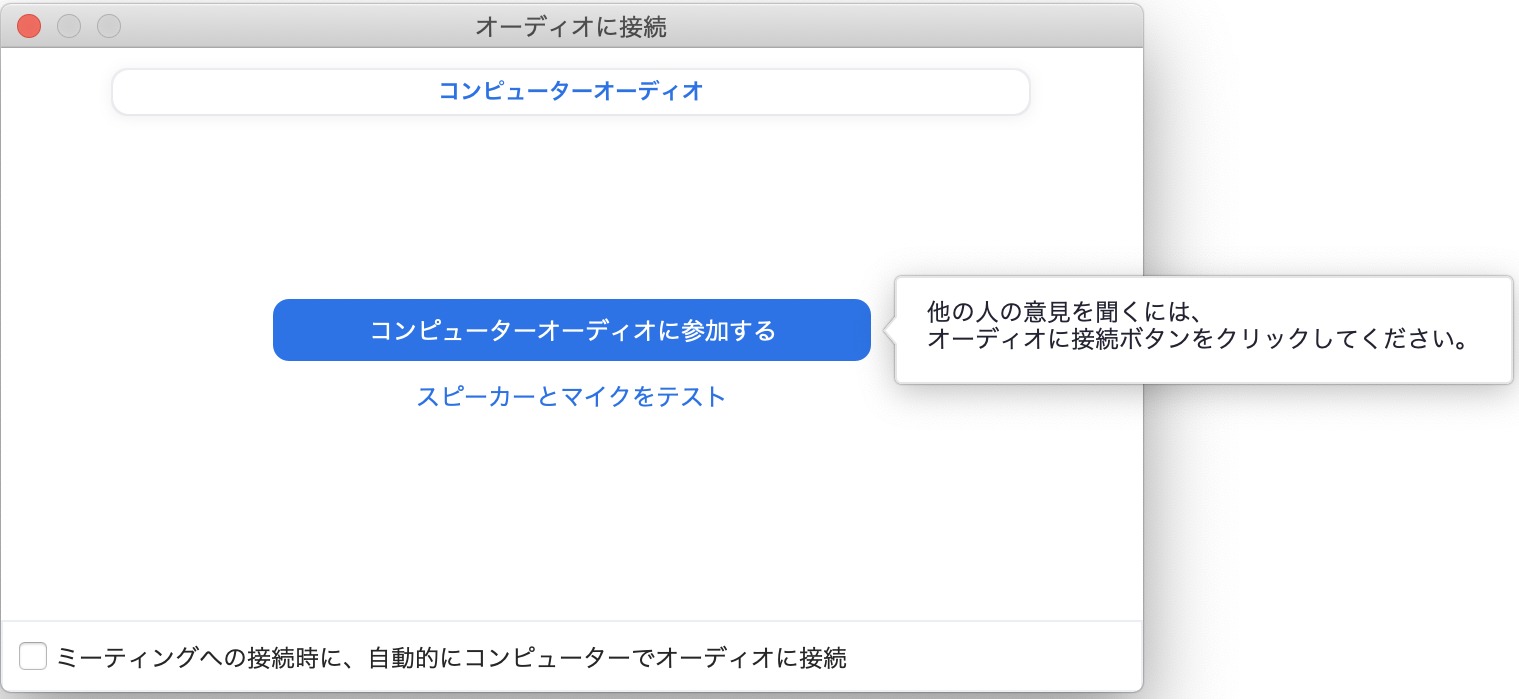 オーディオに接続
コンピューターオーディオ
コンピューターオーディオに参加する
他の人の意見を聞くには、
オーディオに接続ボタンをクリックしてください。
スピーカーとマイクをテスト
ミーティングへの接続時に、自動的にコンピューターでオーディオに接続